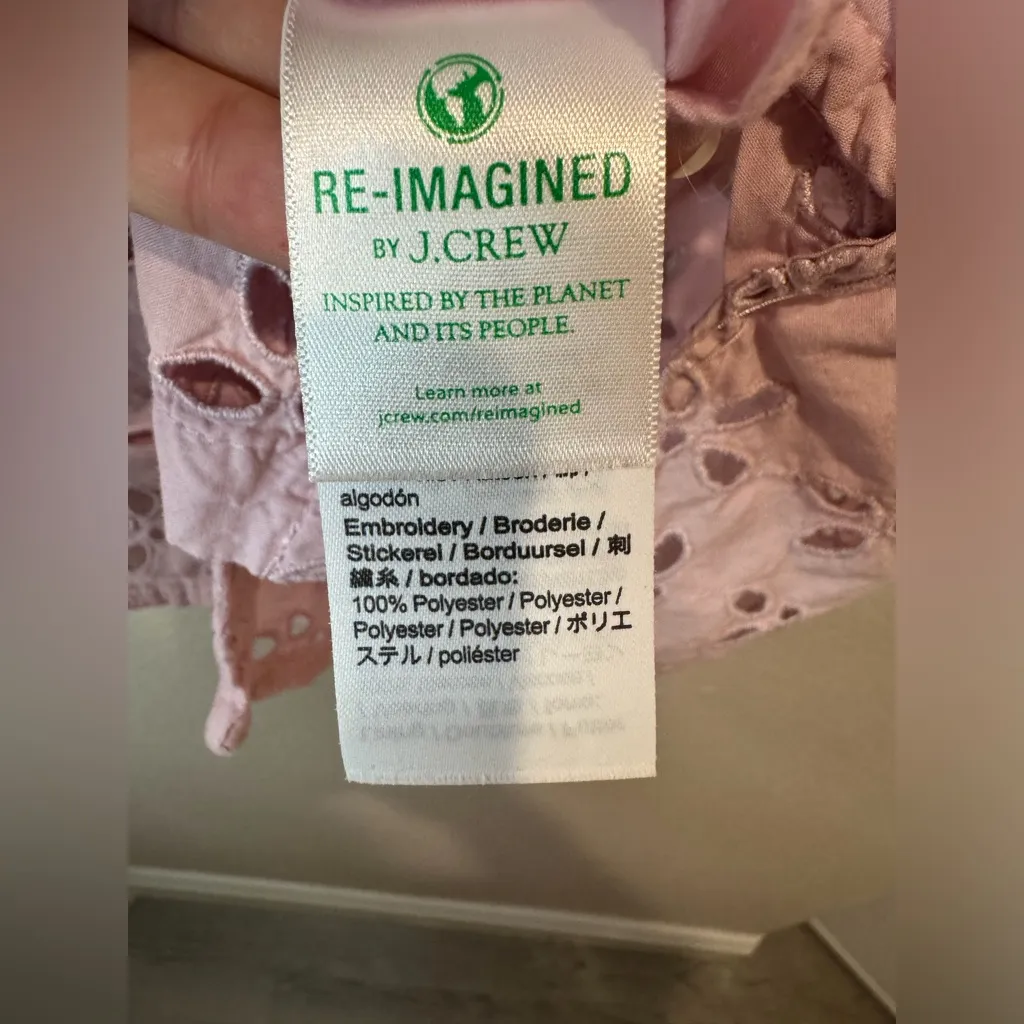 RE-IMAGINED
BY J.CREW
INSPIRED BY THE PLANET
AND ITS PEOPLE.
Learn more at
jcrew.com/reimagined
algodón
Embroidery / Broderie /
Stickerei / Borduursel / 刺
繍糸 / bordado:
100% Polyester / Polyester /
Polyester / Polyester / ポリエ
ステル / poliéster